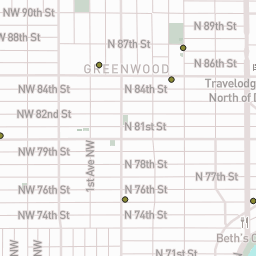 NW 90th St
N 89th St
NW 88th St
N 87th St
GREENWOOD
N 86th St
Travelodg
NW 84th St
N 84th St
North of D
NW 82nd St
N 81st St
NW 79th St
1st Ave NW
N 78th St
N 77th St
NW 76th St
N 76th St
NW 74th St
N 74th St
Beth's C
N 71st St